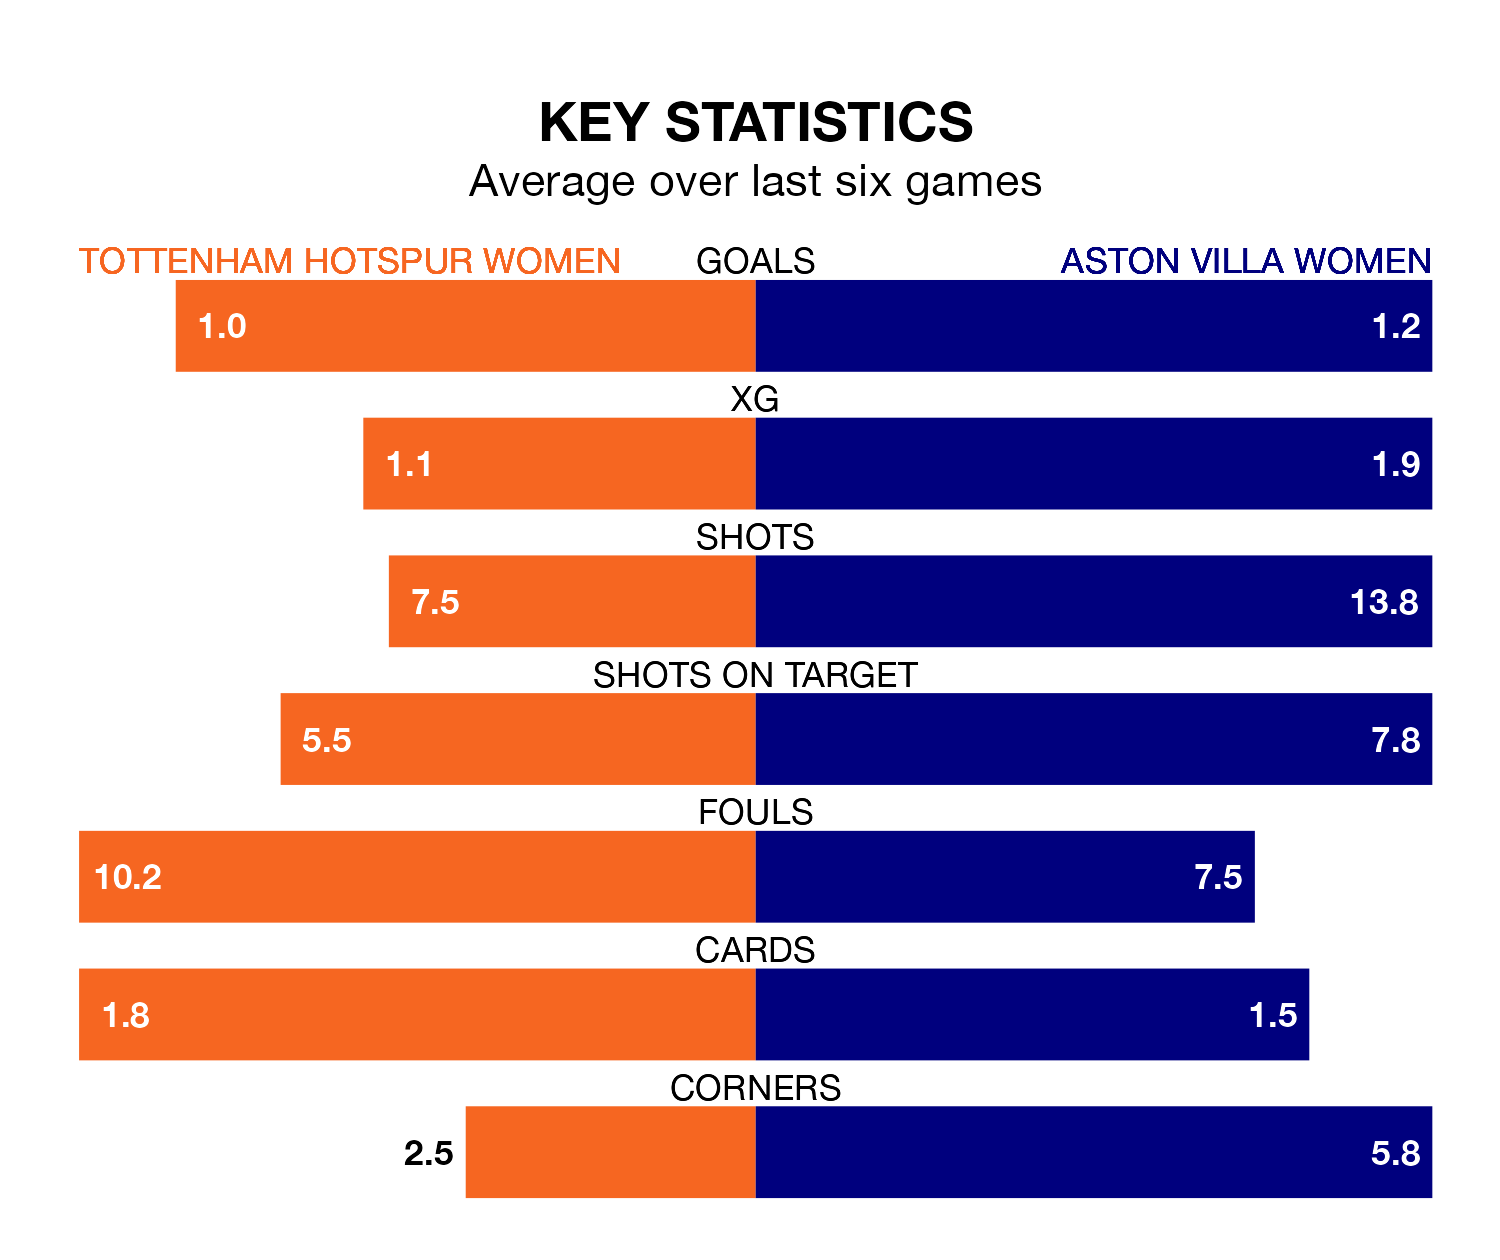 KEY STATISTICS
Average over last six games
TOTTENHAM HOTSPUR WOMEN GOALS ASTON VILLA WOMEN
1.0 1.2
XG
1.1 1.9
SHOTS
7.5 13.8
SHOTS ON TARGET
5.5 7.8
FOULS
10.2 7.5
CARDS
1.8 1.5
CORNERS
2.5 5.8